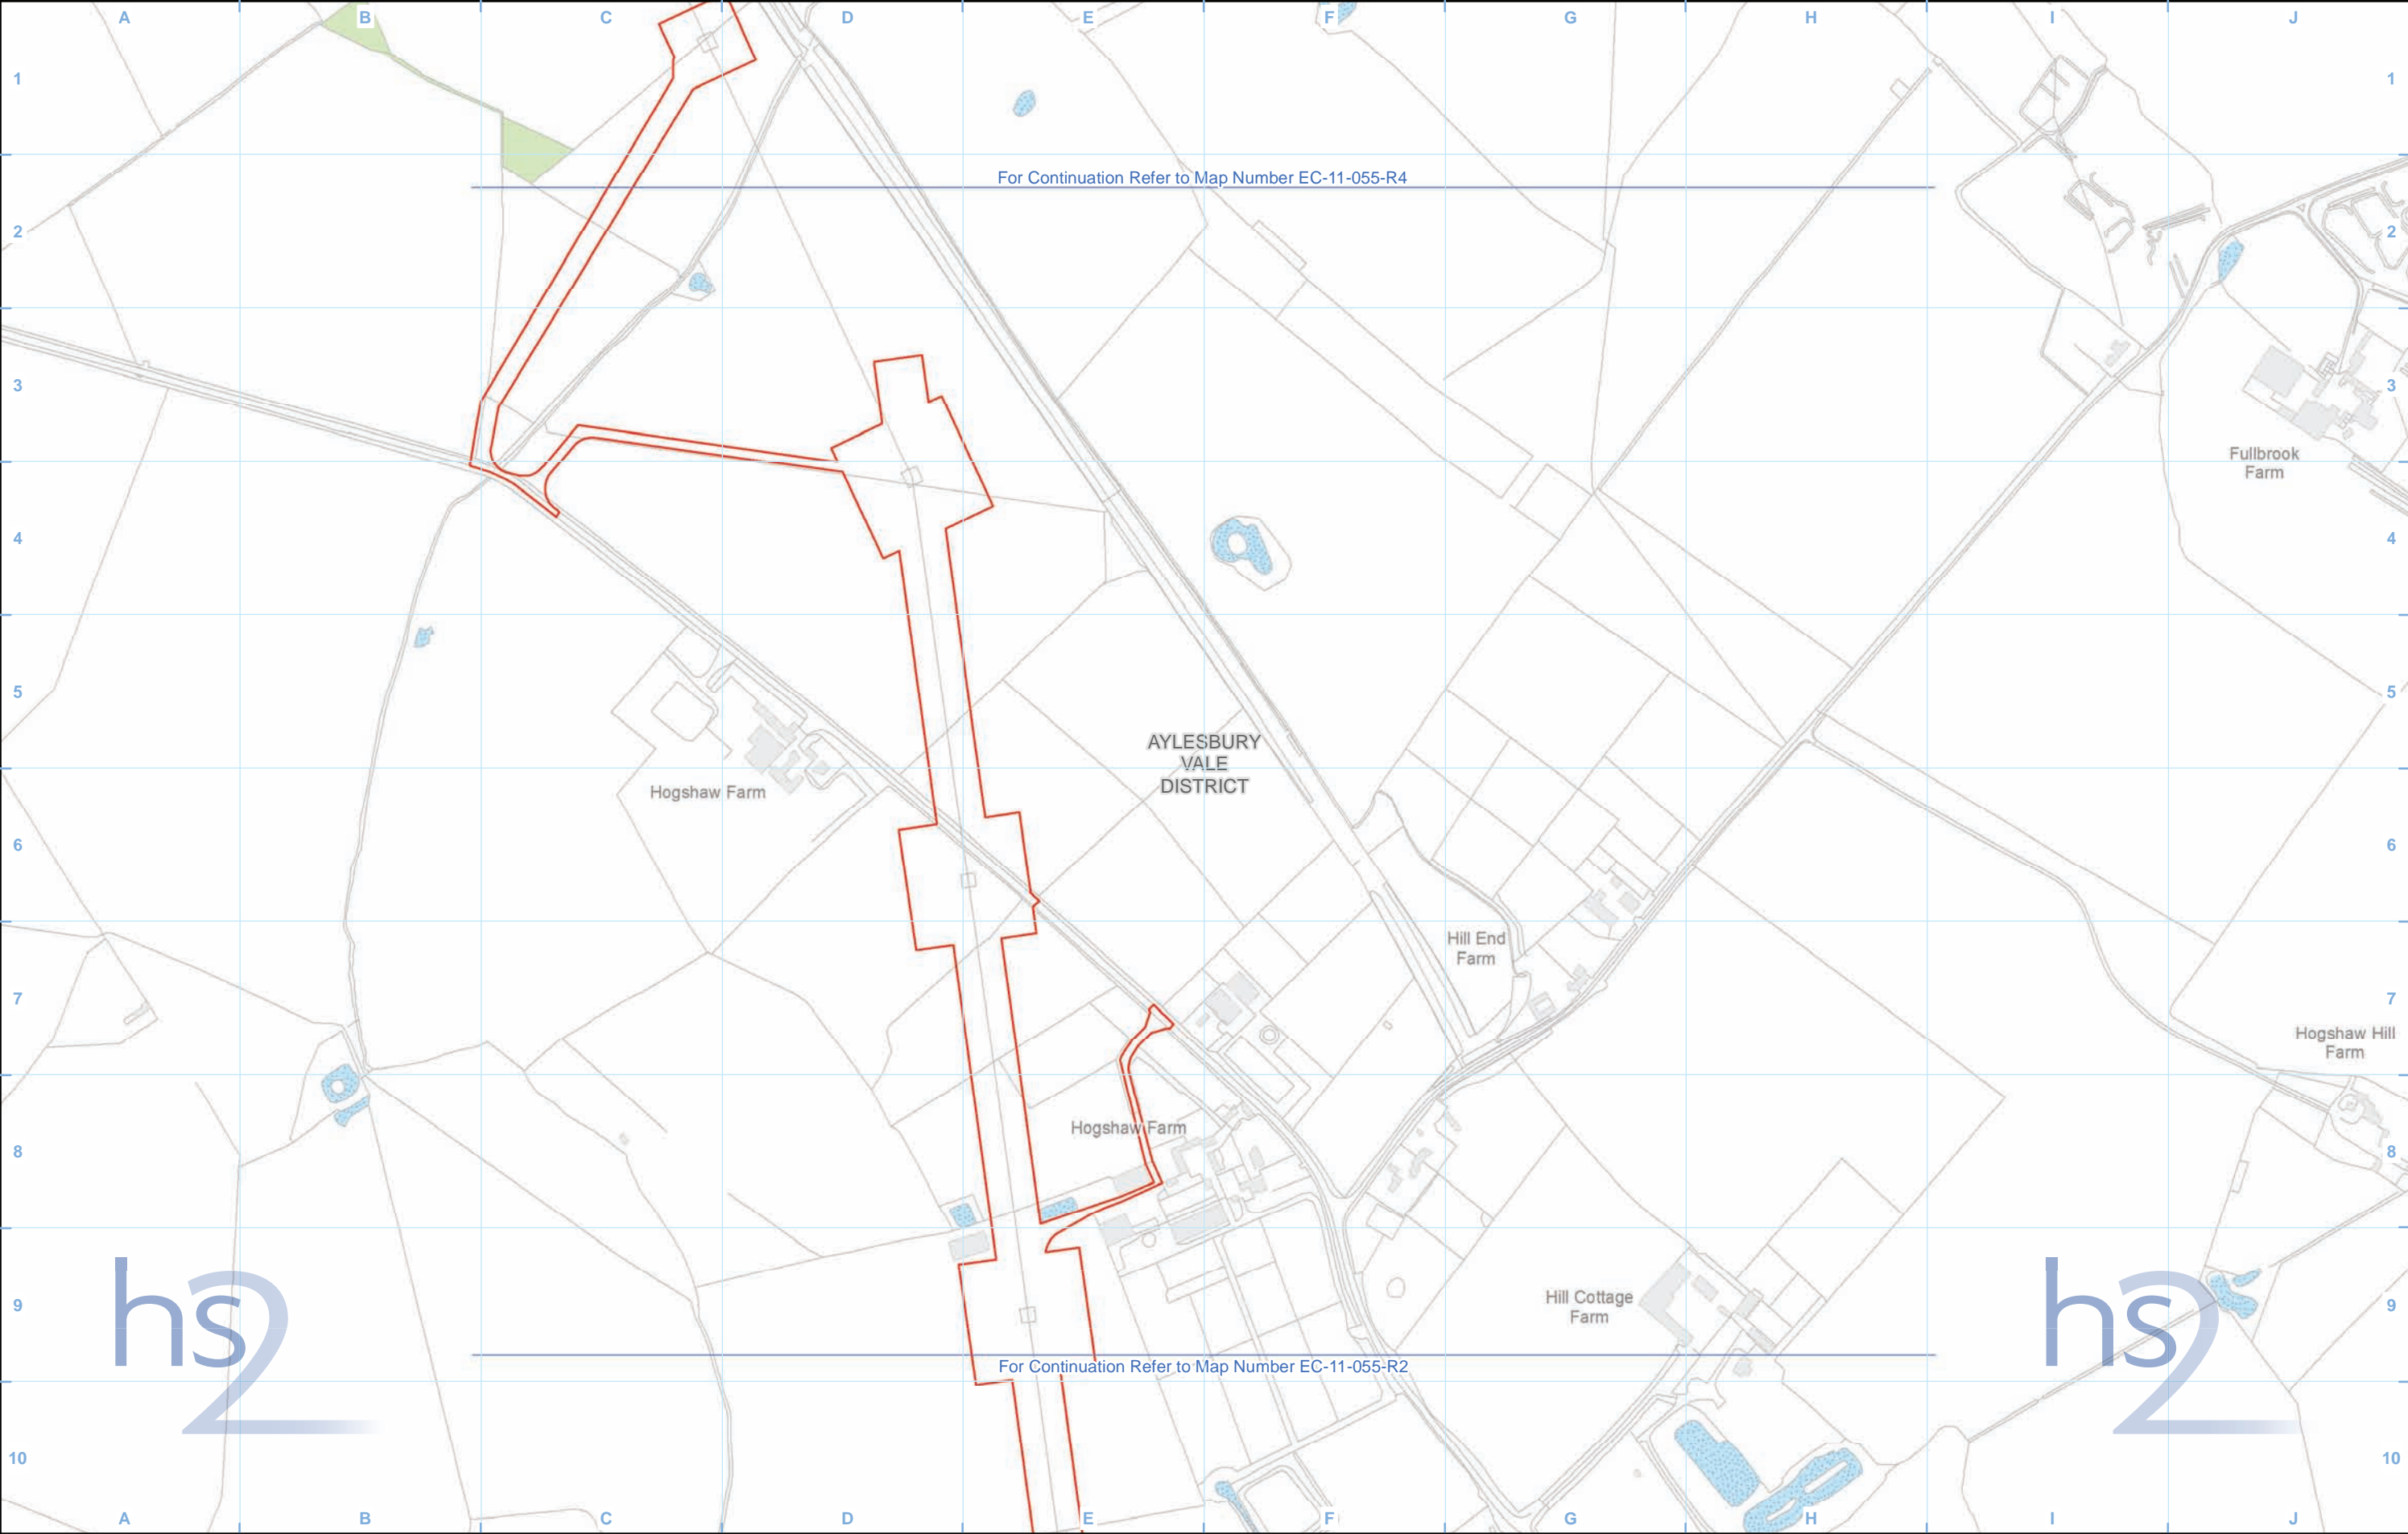 A B C D E F G H I J
1 1
For Continuation Refer to Map Number EC-11-055-R4
2 2
3 3
Fullbrook
Farm
4 4
5 5
AYLESBURY
VALE
DISTRICT
Hogshaw Farm
6 6
Hill End
Farm
7 7
Hogshaw Hill
Farm
Hogshaw Farm
8 8
hs2 hs2
Hill Cottage
Farm
9 9
For Continuation Refer to Map Number EC-11-055-R2
10 10
A B C D E F G H I J